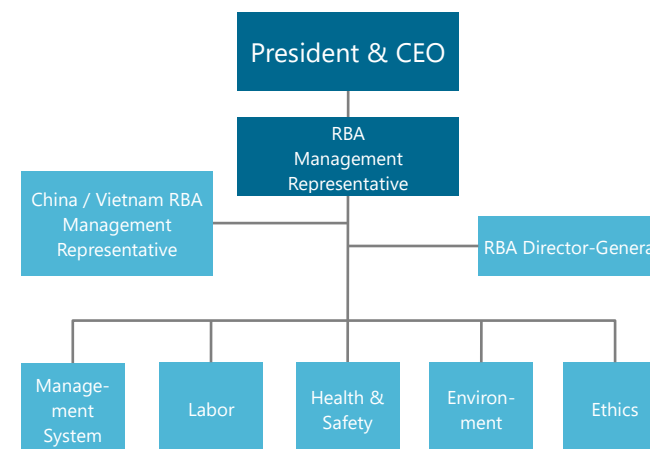 President & CEO
RBA
Management
Representative
China / Vietnam RBA
Management
Representative
RBA Director-Genera
Manage-
ment
System
Labor
Health &
Safety
Environ-
ment
Ethics